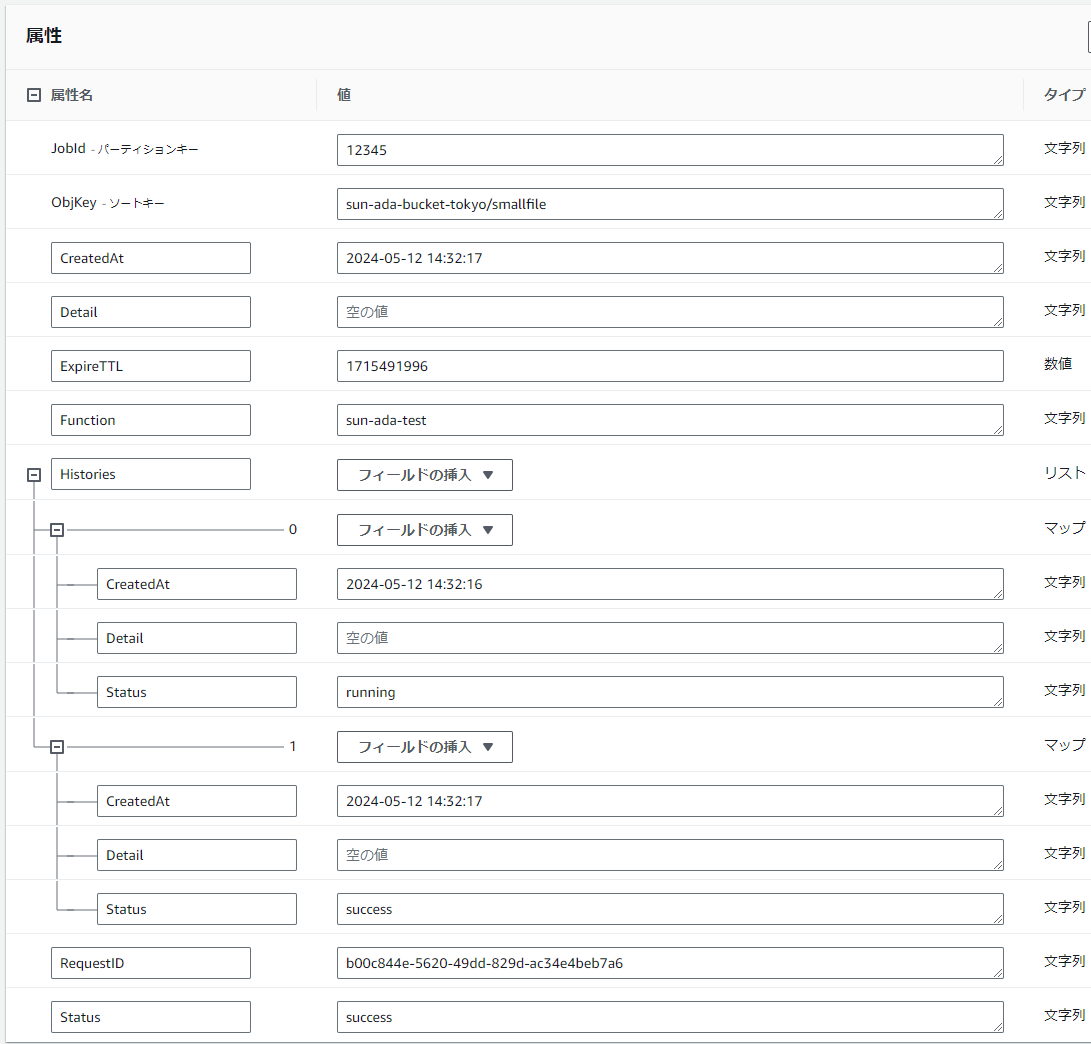 属性
属性名 値 タイプ
JobId - パーティションキー 12345 文字列
ObjKey - ソートキー sun-ada-bucket-tokyo/smallfile 文字列
CreatedAt 2024-05-12 14:32:17 文字列
Detail 空の値 文字列
ExpireTTL 1715491996 数値
Function sun-ada-test 文字列
Histories フィールドの挿入 リスト
0 フィールドの挿入 マップ
CreatedAt 2024-05-12 14:32:16 文字列
Detail 空の値 文字列
Status running 文字列
1 フィールドの挿入 マップ
CreatedAt 2024-05-12 14:32:17 文字列
Detail 空の値 文字列
Status success 文字列
RequestID b00c844e-5620-49dd-829d-ac34e4beb7a6 文字列
Status success 文字列